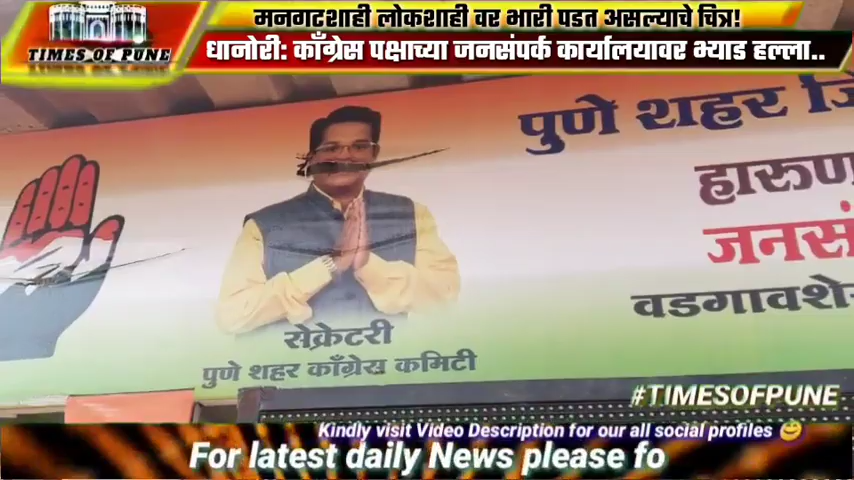 TIMES OF PUNE
मनगटशाही लोकशाही वर भारी पडत असल्याचे चित्र!
धानोरी: काँग्रेस पक्षाच्या जनसंपर्क कार्यालयावर भ्याड हल्ला..
पुणे शहर
हारूण
जनसं
वडगावशे
सेक्रेटरी
पुणे शहर काँग्रेस कमिटी
#TIMESOFPUNE
Kindly visit Video Description for our all social profiles
For latest daily News please fo